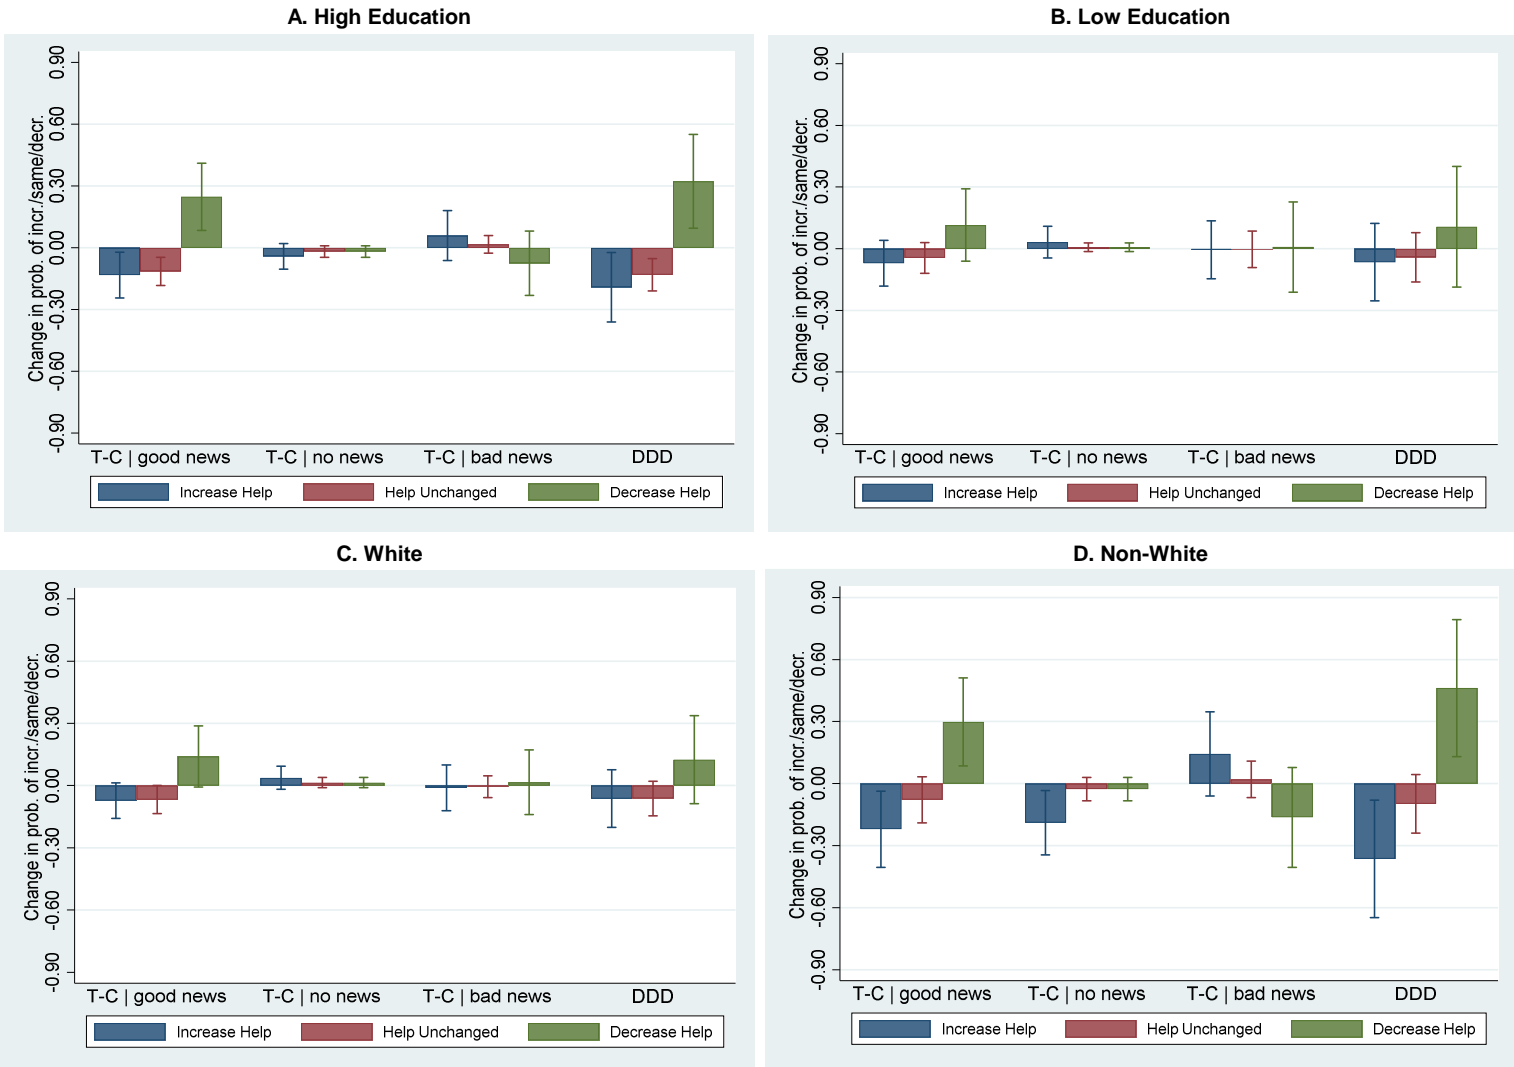 A. High Education
Change in prob. of incr./same/decr.
0.90
0.60
0.30
0.00
-0.30
-0.60
-0.90
T-C | good news T-C | no news T-C | bad news DDD
Increase Help Help Unchanged Decrease Help
B. Low Education
Change in prob. of incr./same/decr.
0.90
0.60
0.30
0.00
-0.30
-0.60
-0.90
T-C | good news T-C | no news T-C | bad news DDD
Increase Help Help Unchanged Decrease Help
C. White
Change in prob. of incr./same/decr.
0.90
0.60
0.30
0.00
-0.30
-0.60
-0.90
T-C | good news T-C | no news T-C | bad news DDD
Increase Help Help Unchanged Decrease Help
D. Non-White
Change in prob. of incr./same/decr.
0.90
0.60
0.30
0.00
-0.30
-0.60
-0.90
T-C | good news T-C | no news T-C | bad news DDD
Increase Help Help Unchanged Decrease Help